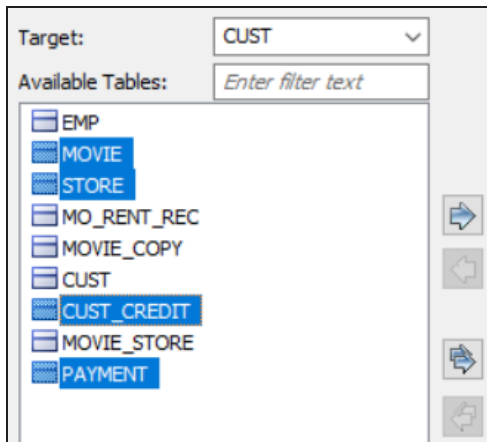 Target: CUST
Available Tables: Enter filter text
EMP
MOVIE
STORE
MO_RENT_REC
MOVIE_COPY
CUST
CUST_CREDIT
MOVIE_STORE
PAYMENT